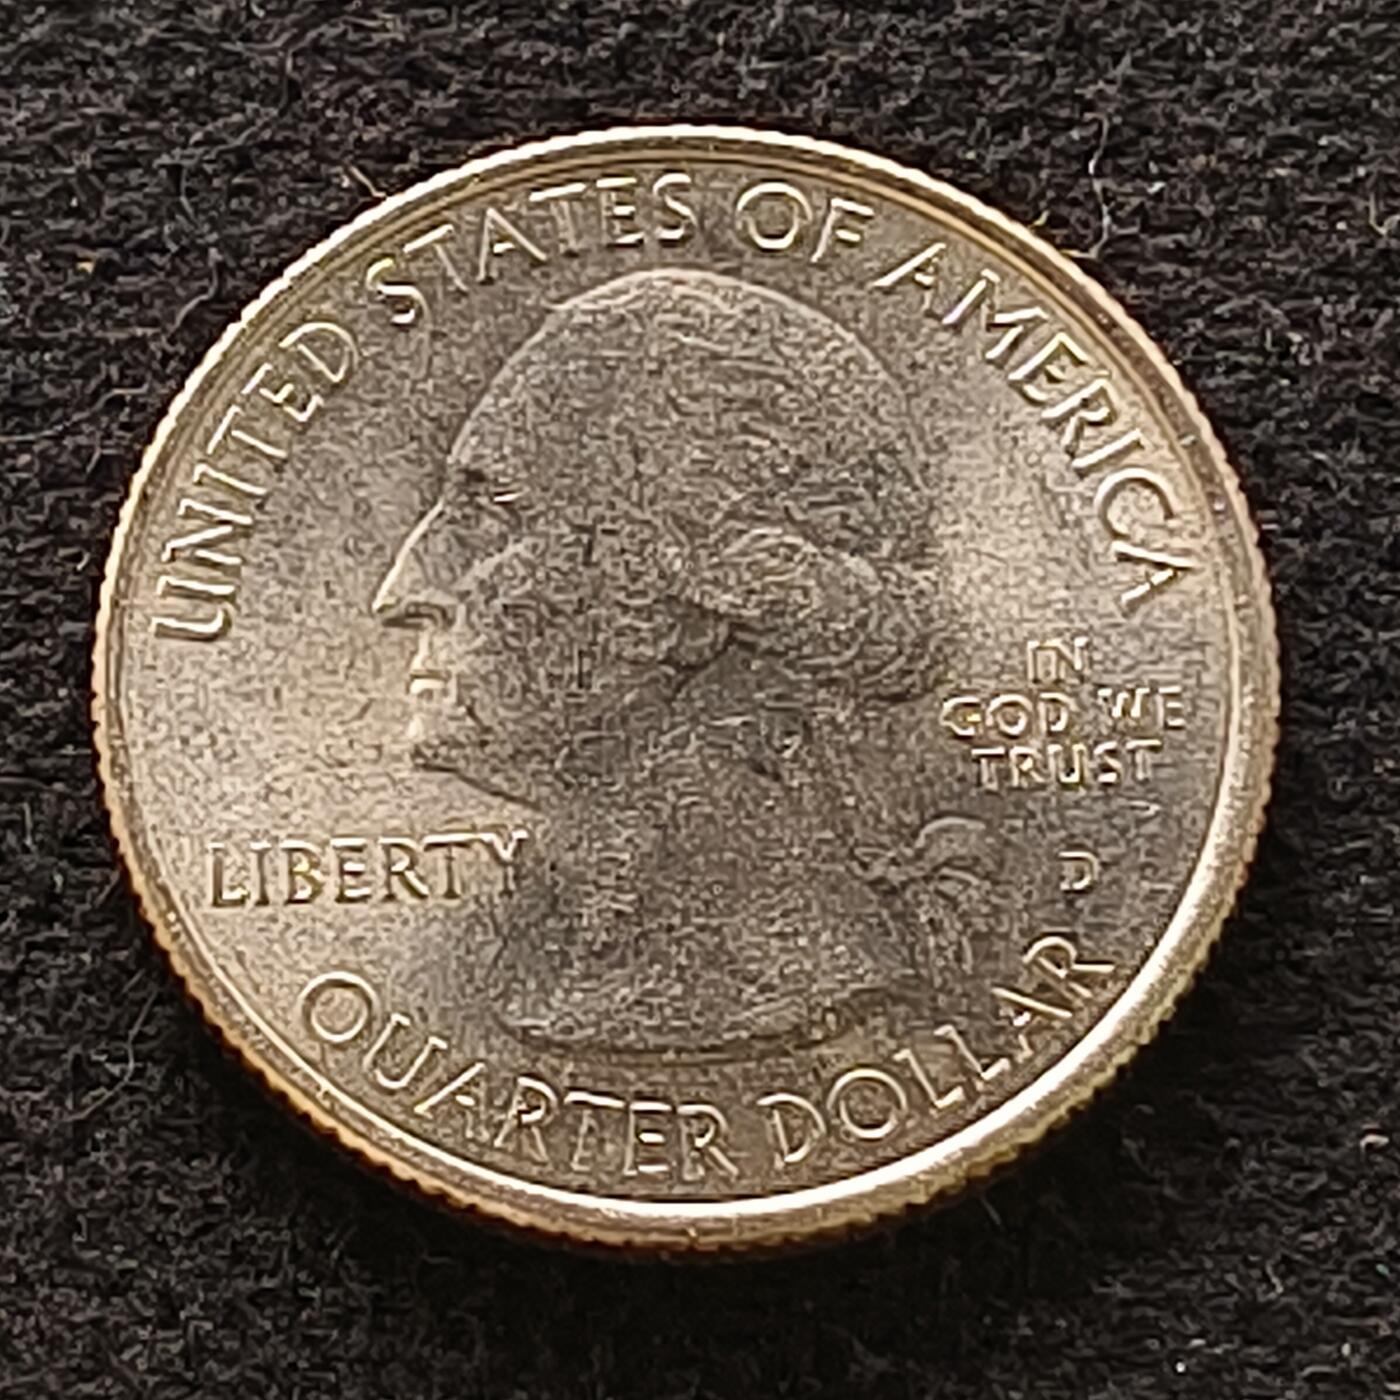 UNITED STATES OF AMERICA
IN
GOD WE
TRUST
LIBERTY
D
QUARTER DOLLAR